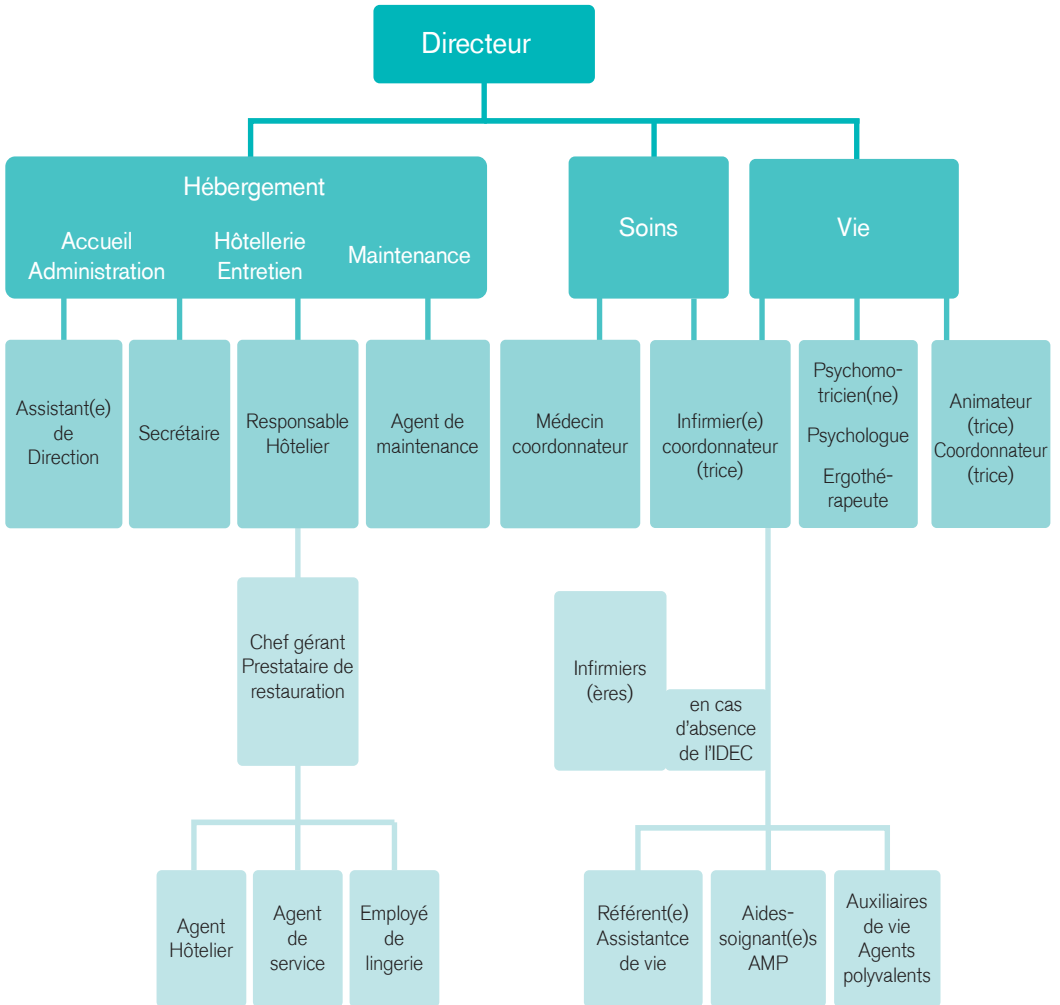 Directeur
Hébergement
Accueil
Administration
Hôtellerie
Entretien
Maintenance
Soins
Vie
Assistant(e)
de
Direction
Secrétaire
Responsable
Hôtelier
Agent de
maintenance
Médecin
coordonnateur
Infirmier(e)
coordonnateur
(trice)
Psychomo-
tricien(ne)
Psychologue
Ergothé-
rapeute
Animateur
(trice)
Coordonnateur
(trice)
Chef gérant
Prestataire de
restauration
Infirmiers
(ères)
en cas
d'absence
de l'IDEC
Agent
Hôtelier
Agent
de
service
Employé
de
lingerie
Référent(e)
Assistantce
de vie
Aides-
soignant(e)s
AMP
Auxiliaires
de vie
Agents
polyvalents